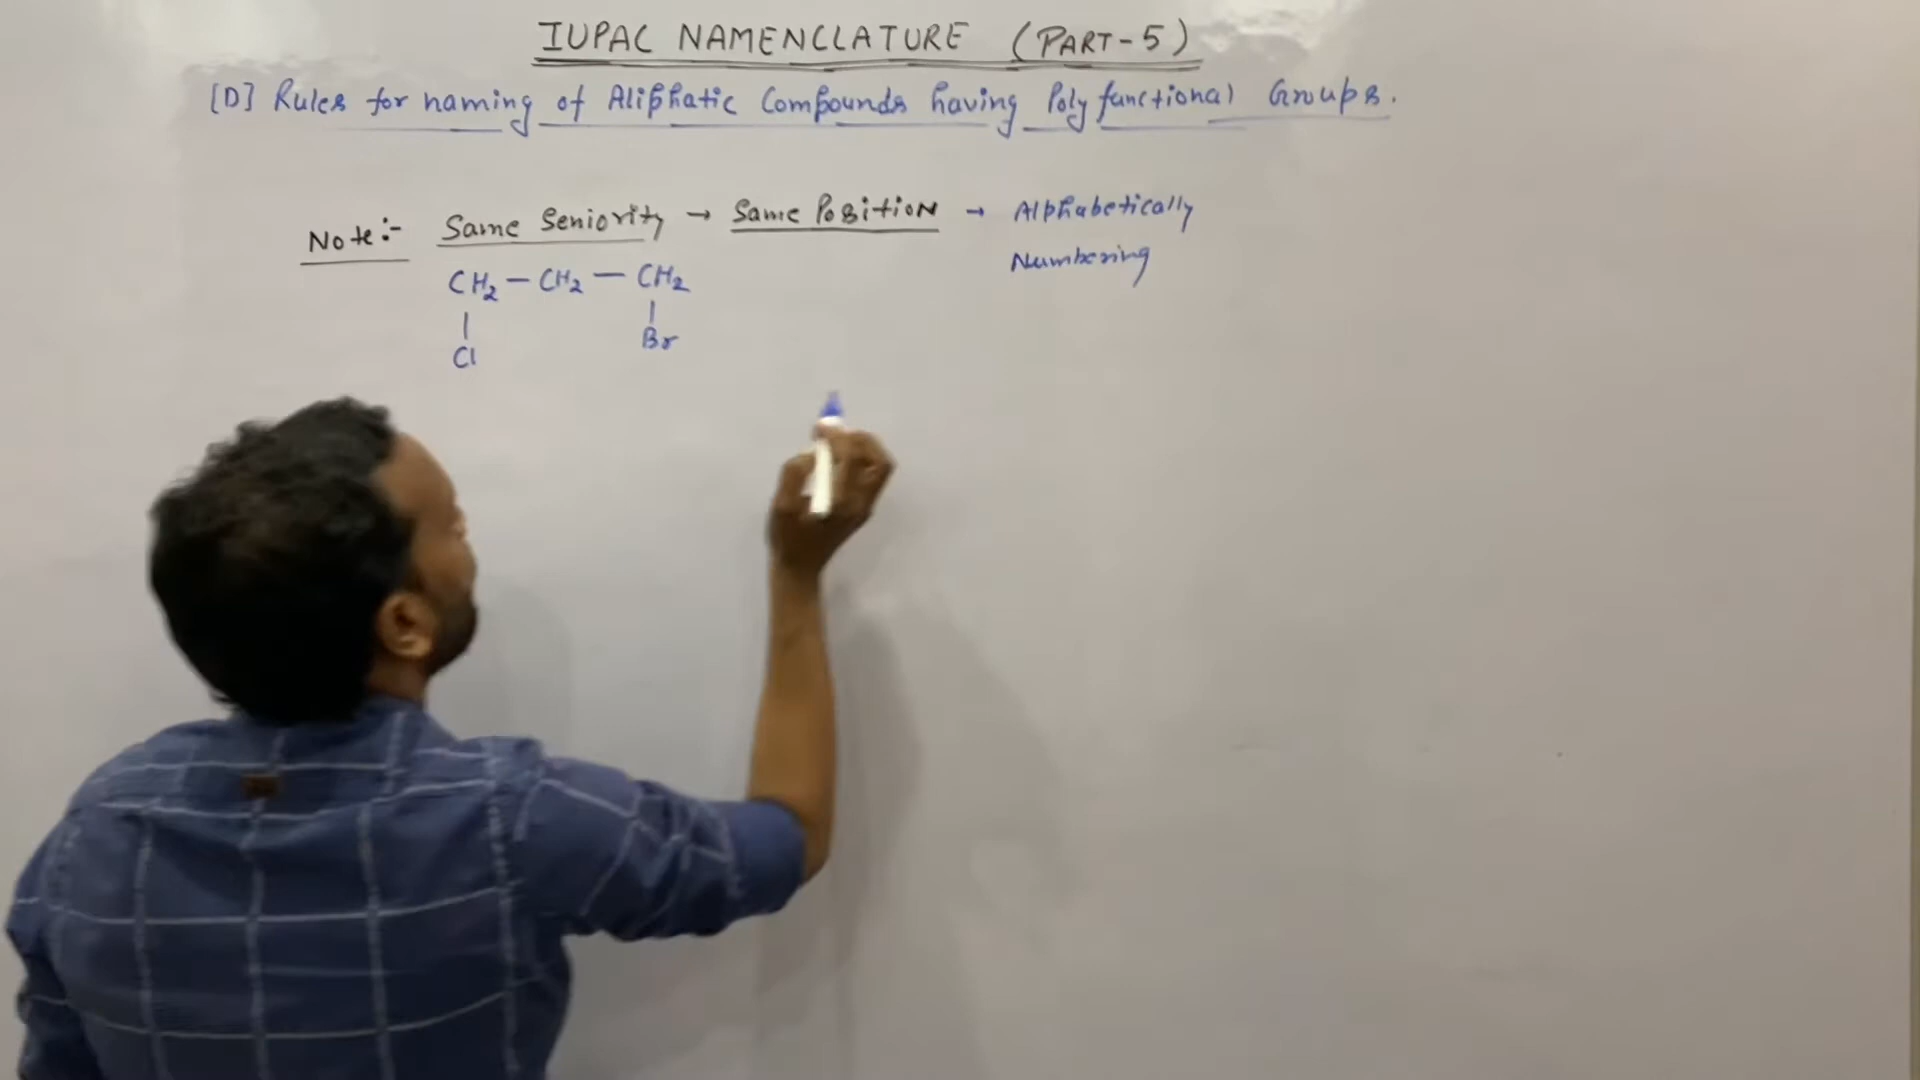 IUPAC NAMENCLATURE (PART-5)
[D] Rules for naming of Aliphatic Compounds having Poly functional Groups.
Note:- Same Seniority → Same Position → Alphabetically
Numbering
CH₂ — CH₂ — CH₂
| |
Cl Br